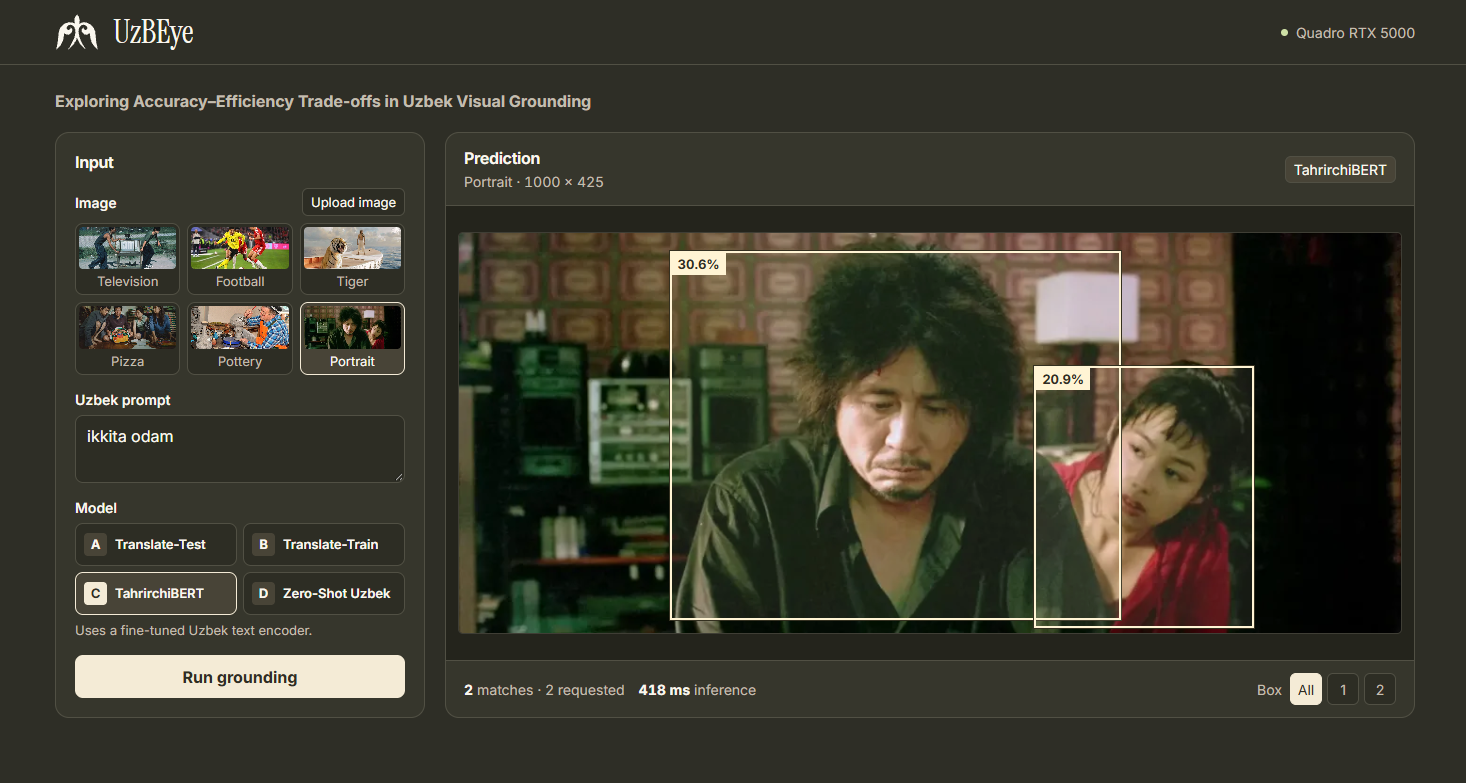 UzBEye
Quadro RTX 5000
Exploring Accuracy–Efficiency Trade-offs in Uzbek Visual Grounding
Input
Image
Upload image
Television
Football
Tiger
Pizza
Pottery
Portrait
Uzbek prompt
ikkita odam
Model
A Translate-Test
B Translate-Train
C TahrirchiBERT
D Zero-Shot Uzbek
Uses a fine-tuned Uzbek text encoder.
Run grounding
Prediction
Portrait · 1000 × 425
TahrirchiBERT
30.6%
20.9%
2 matches · 2 requested 418 ms inference
Box All 1 2